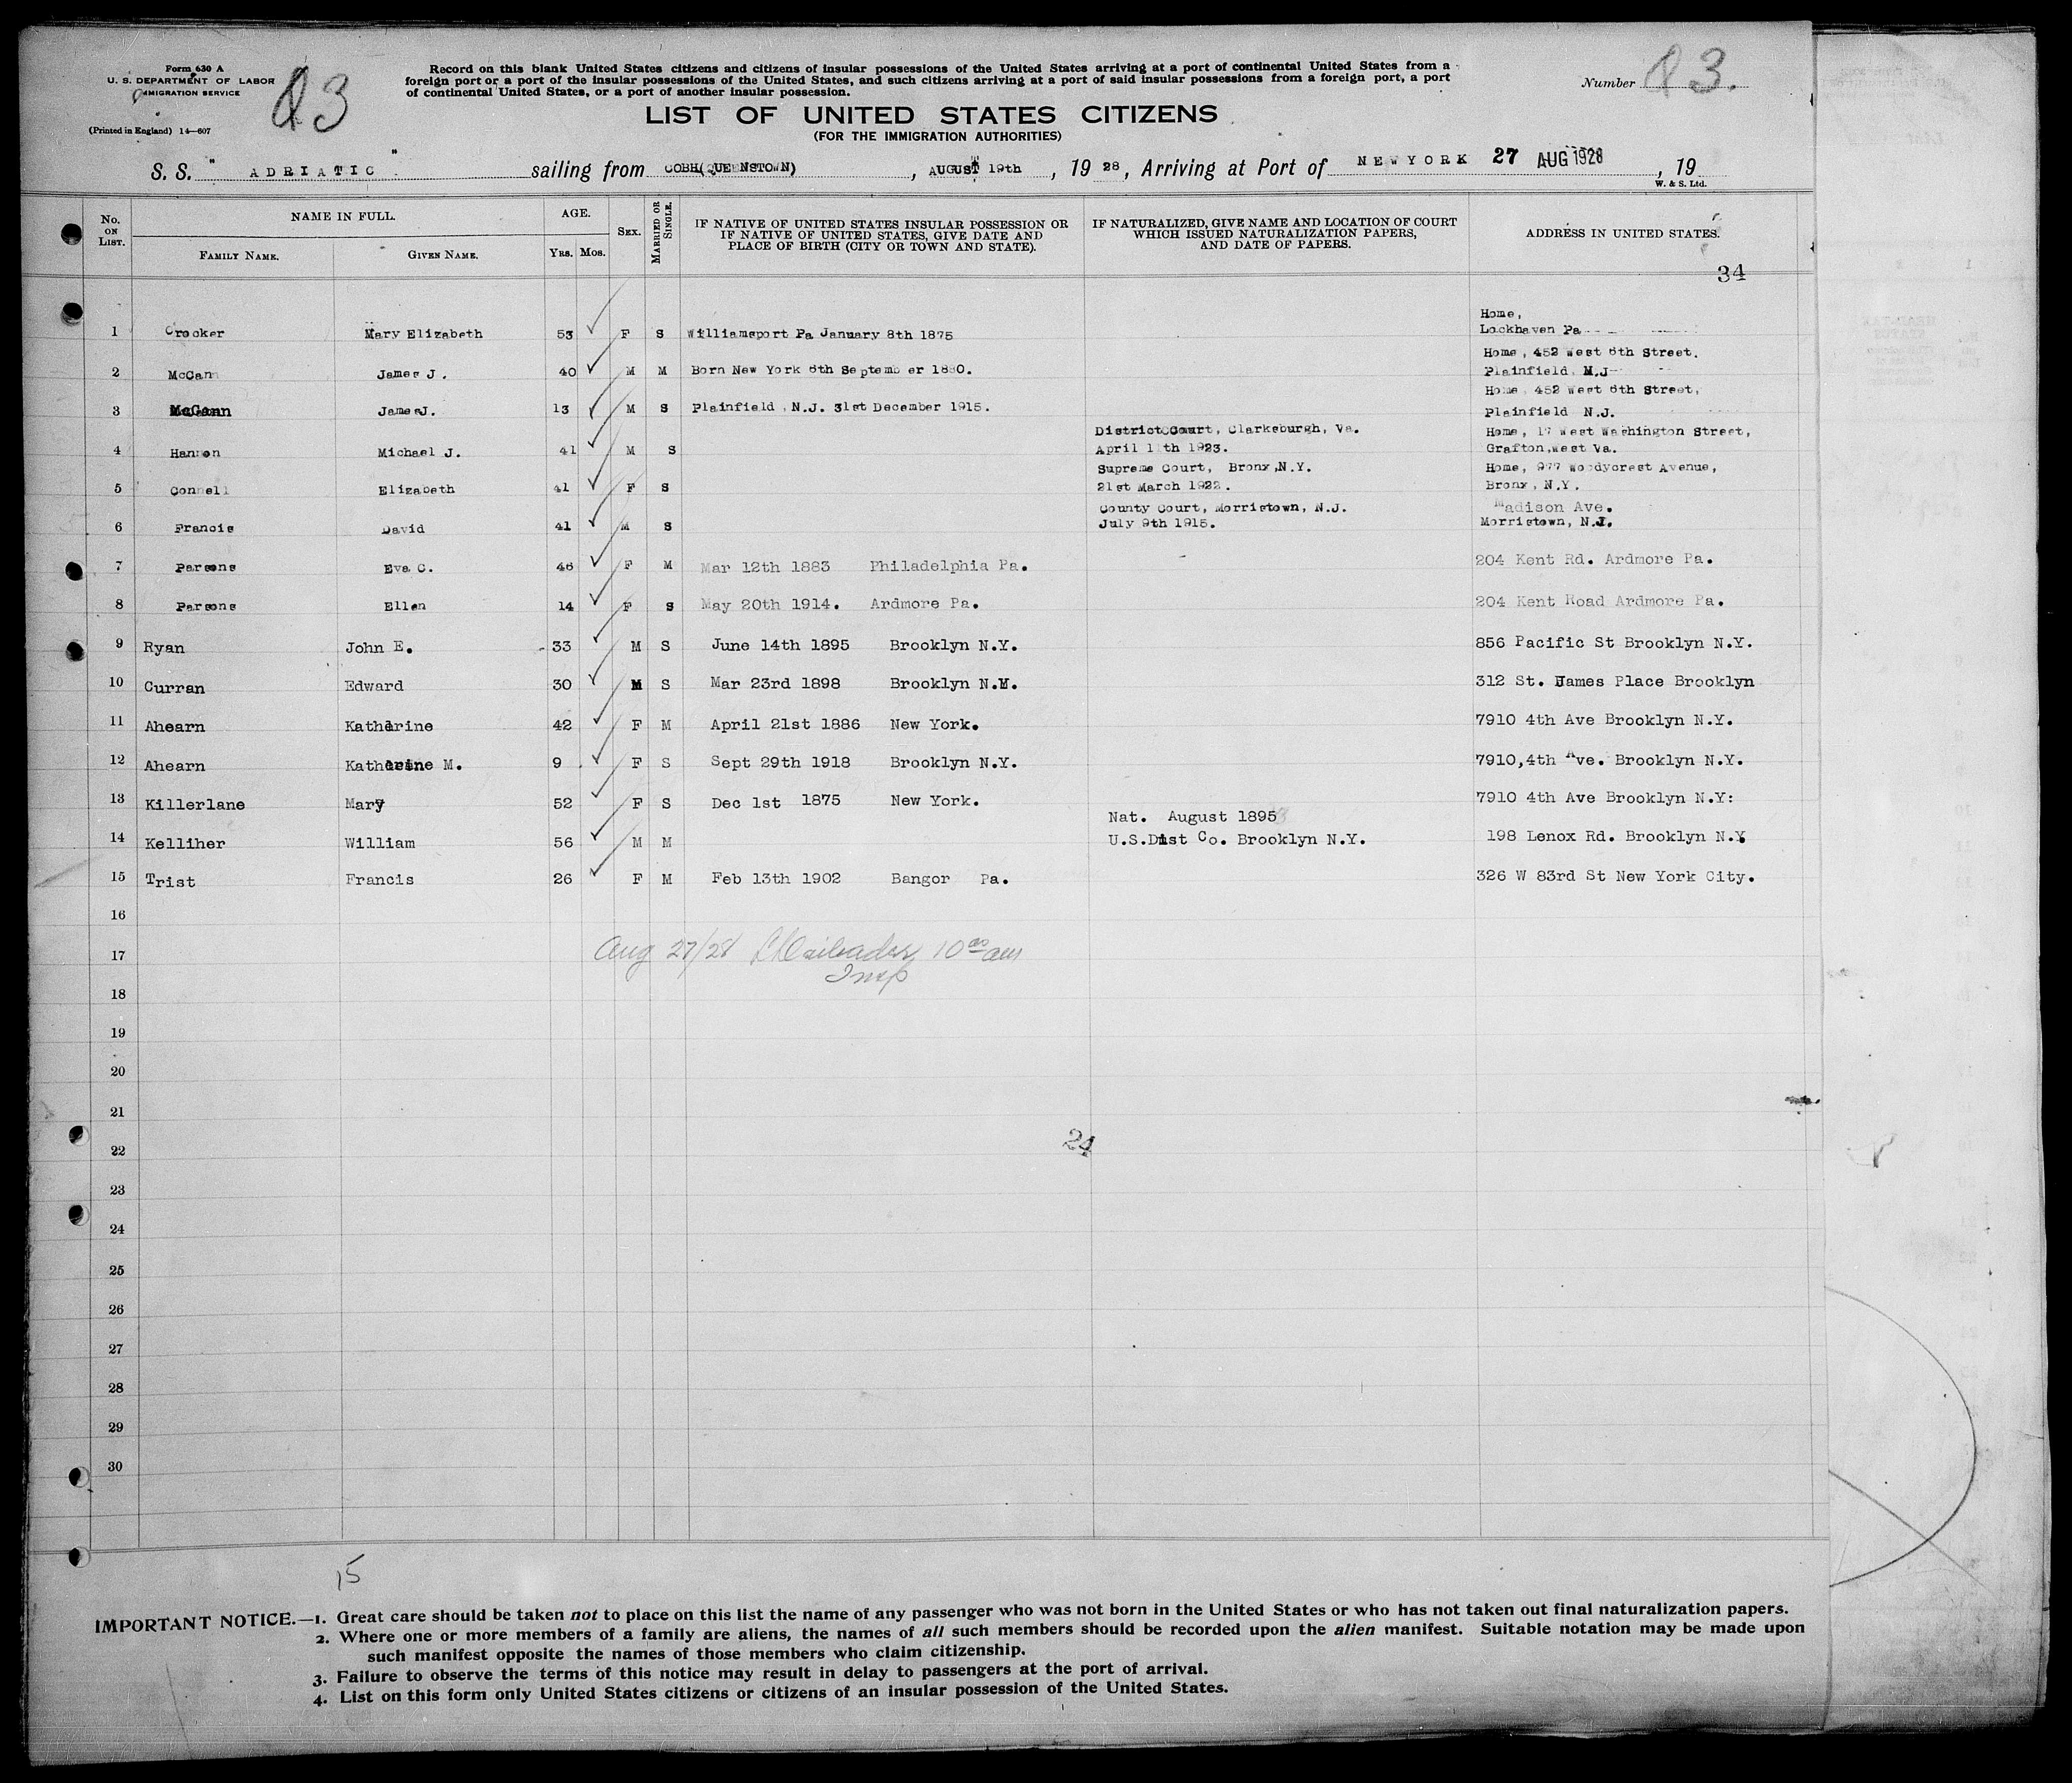 Form 630 A
U. S. DEPARTMENT OF LABOR
IMMIGRATION SERVICE
(Printed in England) 14—607
Record on this blank United States citizens and citizens of insular possessions of the United States arriving at a port of continental United States from a
foreign port or a port of the insular possessions of the United States, and such citizens arriving at a port of said insular possessions from a foreign port, a port
of continental United States, or a port of another insular possession.
Number
LIST OF UNITED STATES CITIZENS
(FOR THE IMMIGRATION AUTHORITIES)
S. S. " ADRIATIC " sailing from COBH(QUEENSTOWN), AUGUST 19th, 1928, Arriving at Port of NEWYORK 27 AUG 1928, 19
W. & S. Ltd.
No. ON LIST. NAME IN FULL. AGE. SEX. MARRIED OR SINGLE. IF NATIVE OF UNITED STATES INSULAR POSSESSION OR IF NATIVE OF UNITED STATES, GIVE DATE AND PLACE OF BIRTH (CITY OR TOWN AND STATE). IF NATURALIZED, GIVE NAME AND LOCATION OF COURT WHICH ISSUED NATURALIZATION PAPERS, AND DATE OF PAPERS. ADDRESS IN UNITED STATES.
FAMILY NAME. GIVEN NAME. YRS. MOS.
34
1 Crocker Mary Elizabeth 53 F S Williamsport Pa January 8th 1875 Home, Lockhaven Pa
2 McCann James J. 40 M M Born New York 6th Septemb er 1880. Home, 452 West 6th Street. Plainfield, N.J
3 McCann JamesJ. 13 M S Plainfield, N.J. 31st December 1915. Home, 452 West 6th Street, Plainfield N.J.
4 Hannon Michael J. 41 M S District Court, Clarksburgh, Va. April 11th 1923. Home, 17 West Washington Street, Grafton,West Va.
5 Connell Elizabeth 41 F S Supreme Court, Bronx,N.Y. 21st March 1922. Home, 977 Woodycrest Avenue, Bronx, N.Y.
6 Francis David 41 M S County Court, Morristown, N.J. July 9th 1915. Madison Ave. Morristown, N.J.
7 Parsons Eva C. 46 F M Mar 12th 1883 Philadelphia Pa. 204 Kent Rd. Ardmore Pa.
8 Parsons Ellen 14 F S May 20th 1914. Ardmore Pa. 204 Kent Road Ardmore Pa.
9 Ryan John E. 33 M S June 14th 1895 Brooklyn N.Y. 856 Pacific St Brooklyn N.Y.
10 Curran Edward 30 M S Mar 23rd 1898 Brooklyn N.Y. 312 St. James Place Brooklyn
11 Ahearn Katherine 42 F M April 21st 1886 New York. 7910 4th Ave Brooklyn N.Y.
12 Ahearn Katherine M. 9 F S Sept 29th 1918 Brooklyn N.Y. 7910,4th Ave. Brooklyn N.Y.
13 Killerlane Mary 52 F S Dec 1st 1875 New York. 7910 4th Ave Brooklyn N.Y:
14 Kelliher William 56 M M Nat. August 1895 U.S.Dist Co. Brooklyn N.Y. 198 Lenox Rd. Brooklyn N.Y
15 Trist Francis 26 F M Feb 13th 1902 Bangor Pa. 326 W 83rd St New York City.
16
17 Aug 27/28 10 00 am
Insp
18
19
20
21
22
24
23
24
25
26
27
28
29
30
15
IMPORTANT NOTICE.—1. Great care should be taken not to place on this list the name of any passenger who was not born in the United States or who has not taken out final naturalization papers.
2. Where one or more members of a family are aliens, the names of all such members should be recorded upon the alien manifest. Suitable notation may be made upon
such manifest opposite the names of those members who claim citizenship.
3. Failure to observe the terms of this notice may result in delay to passengers at the port of arrival.
4. List on this form only United States citizens or citizens of an insular possession of the United States.